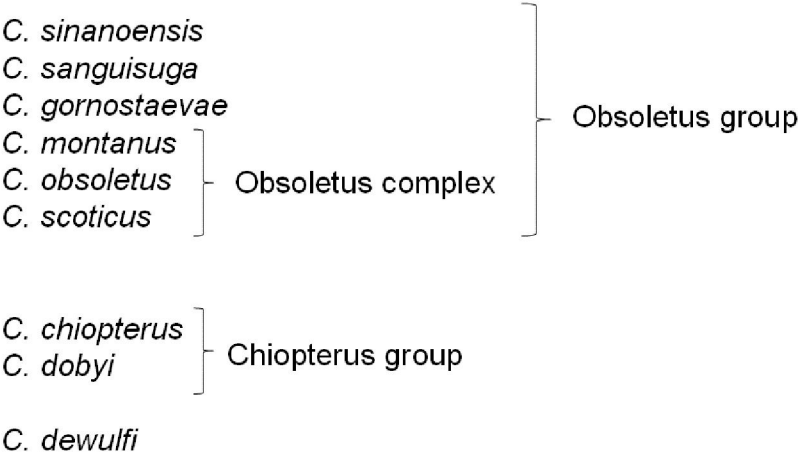 C. sinanoensis
C. sanguisuga
C. gornostaevae
Obsoletus group
C. montanus
C. obsoletus
Obsoletus complex
C. scoticus
C. chiopterus
Chiopterus group
C. dobyi
C. dewulfi